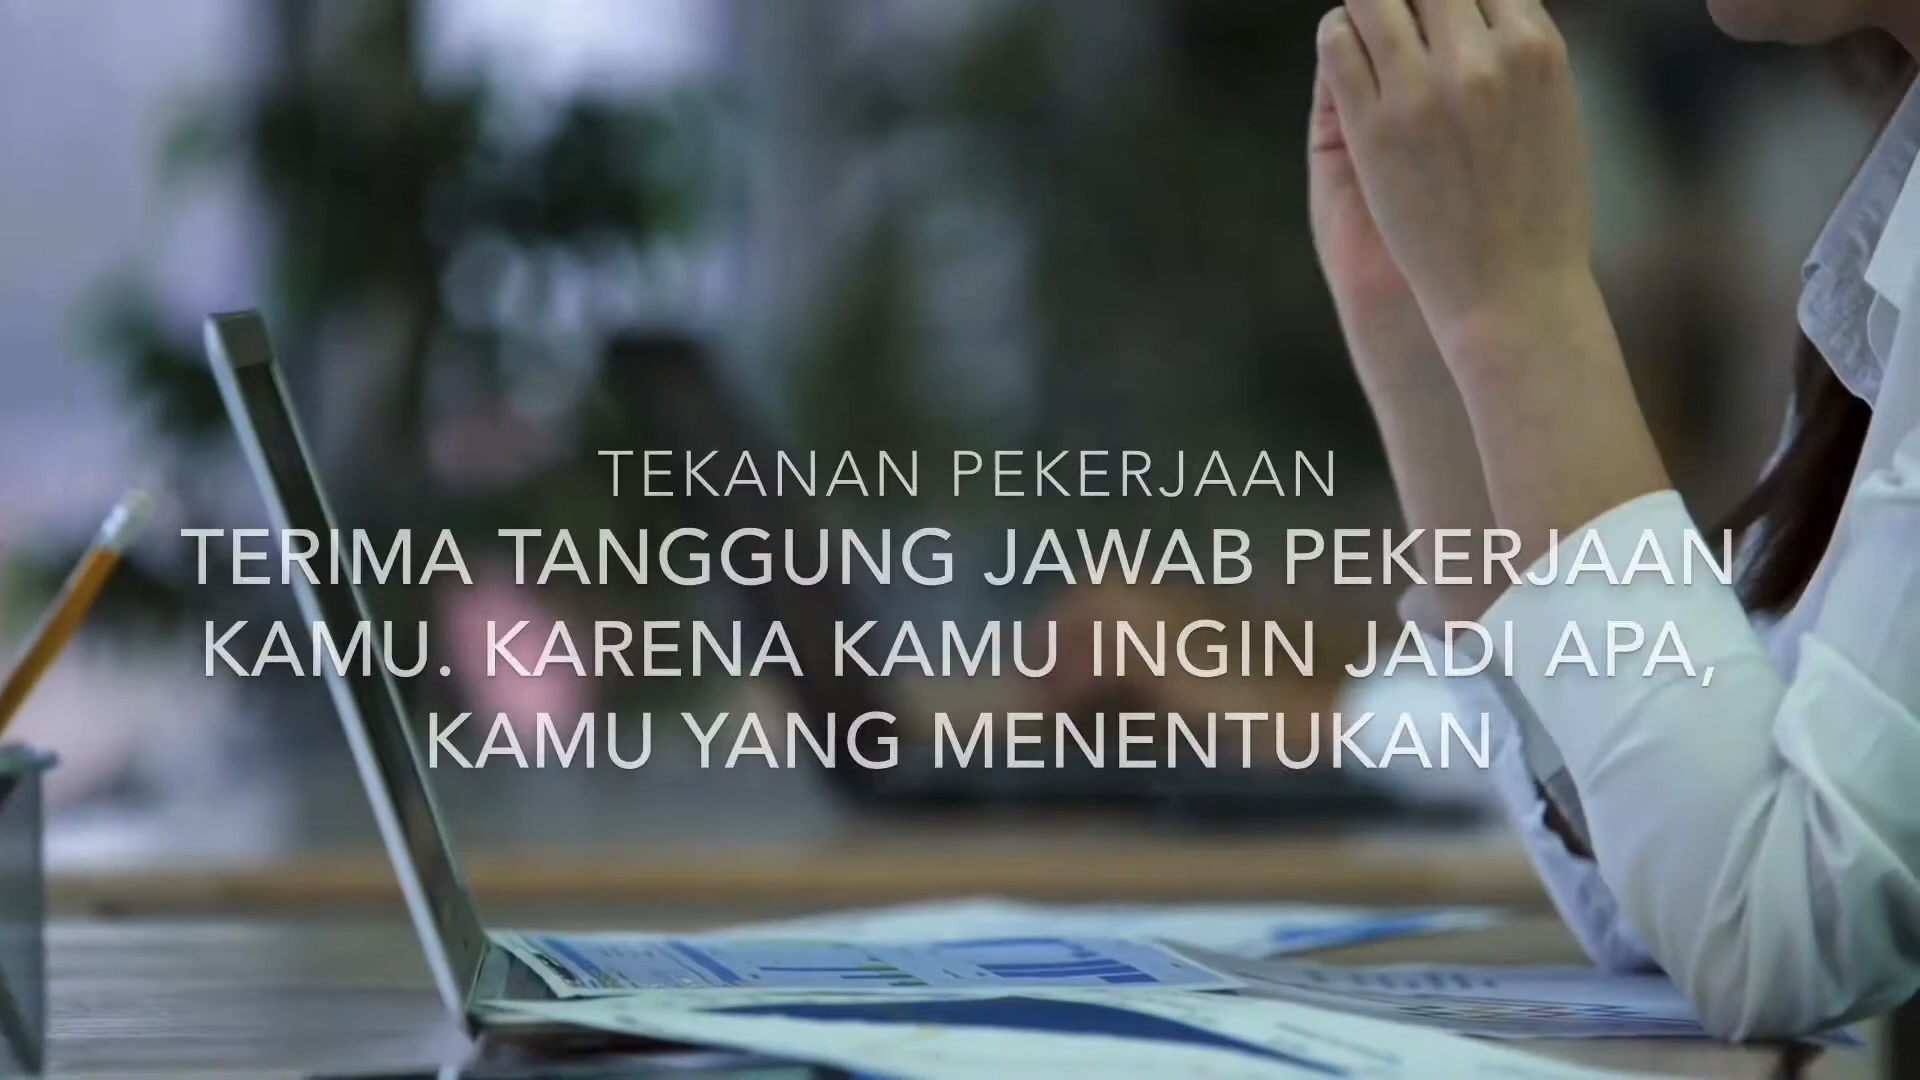 TEKANAN PEKERJAAN
TERIMA TANGGUNG JAWAB PEKERJAAN
KAMU. KARENA KAMU INGIN JADI APA,
KAMU YANG MENENTUKAN